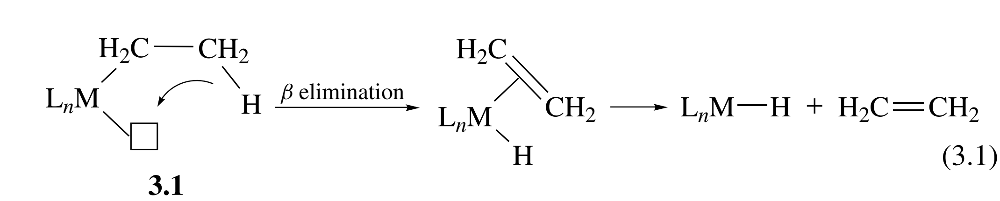 H₂C—CH₂ H₂C
LₙM H β elimination CH₂ LₙM—H + H₂C=CH₂
LₙM
H
(3.1)
3.1